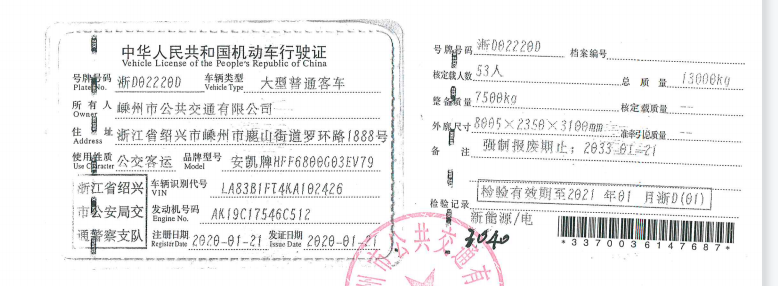 中华人民共和国机动车行驶证
Vehicle License of the People's Republic of China
号牌号码 浙D02220D 车辆类型 大型普通客车
Plate No. Vehicle Type
所有人 嵊州市公共交通有限公司
Owner
住址 浙江省绍兴市嵊州市鹿山街道罗环路1888号
Address
使用性质 公交客运 品牌型号 安凯牌HFF6800G03EV79
Use Character Model
浙江省绍兴市公安局交通警察支队
车辆识别代号 LA83B1FT4KA102426
VIN
发动机号码 AK19C17546C512
Engine No.
注册日期 2020-01-21 发证日期 2020-01-21
Register Date Issue Date
号牌号码 浙D02220D 档案编号
核定载人数 53人 总质量 13000kg
整备质量 7500kg 核定载质量 --
外廓尺寸 8005×2350×3100mm 准牵引总质量 --
备注 强制报废期止：2033-01-21
检验有效期至2021年01月浙D(01)
检验记录
新能源/电
3040
*3370036147687*
州市公共交通有